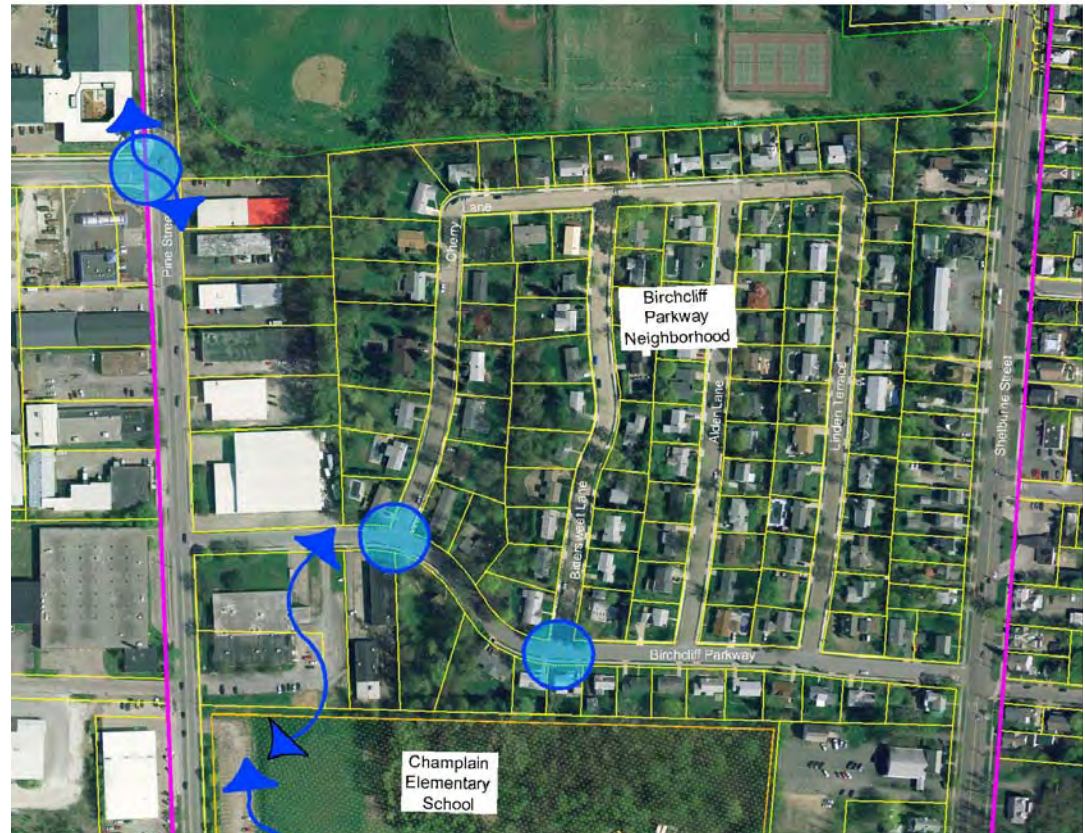 Lane
Cherry
Pine Street
Birchcliff
Parkway
Neighborhood
Shelburne Street
Alden Lane
Linden Terrace
Bittersweet Lane
Birchcliff Parkway
Champlain
Elementary
School